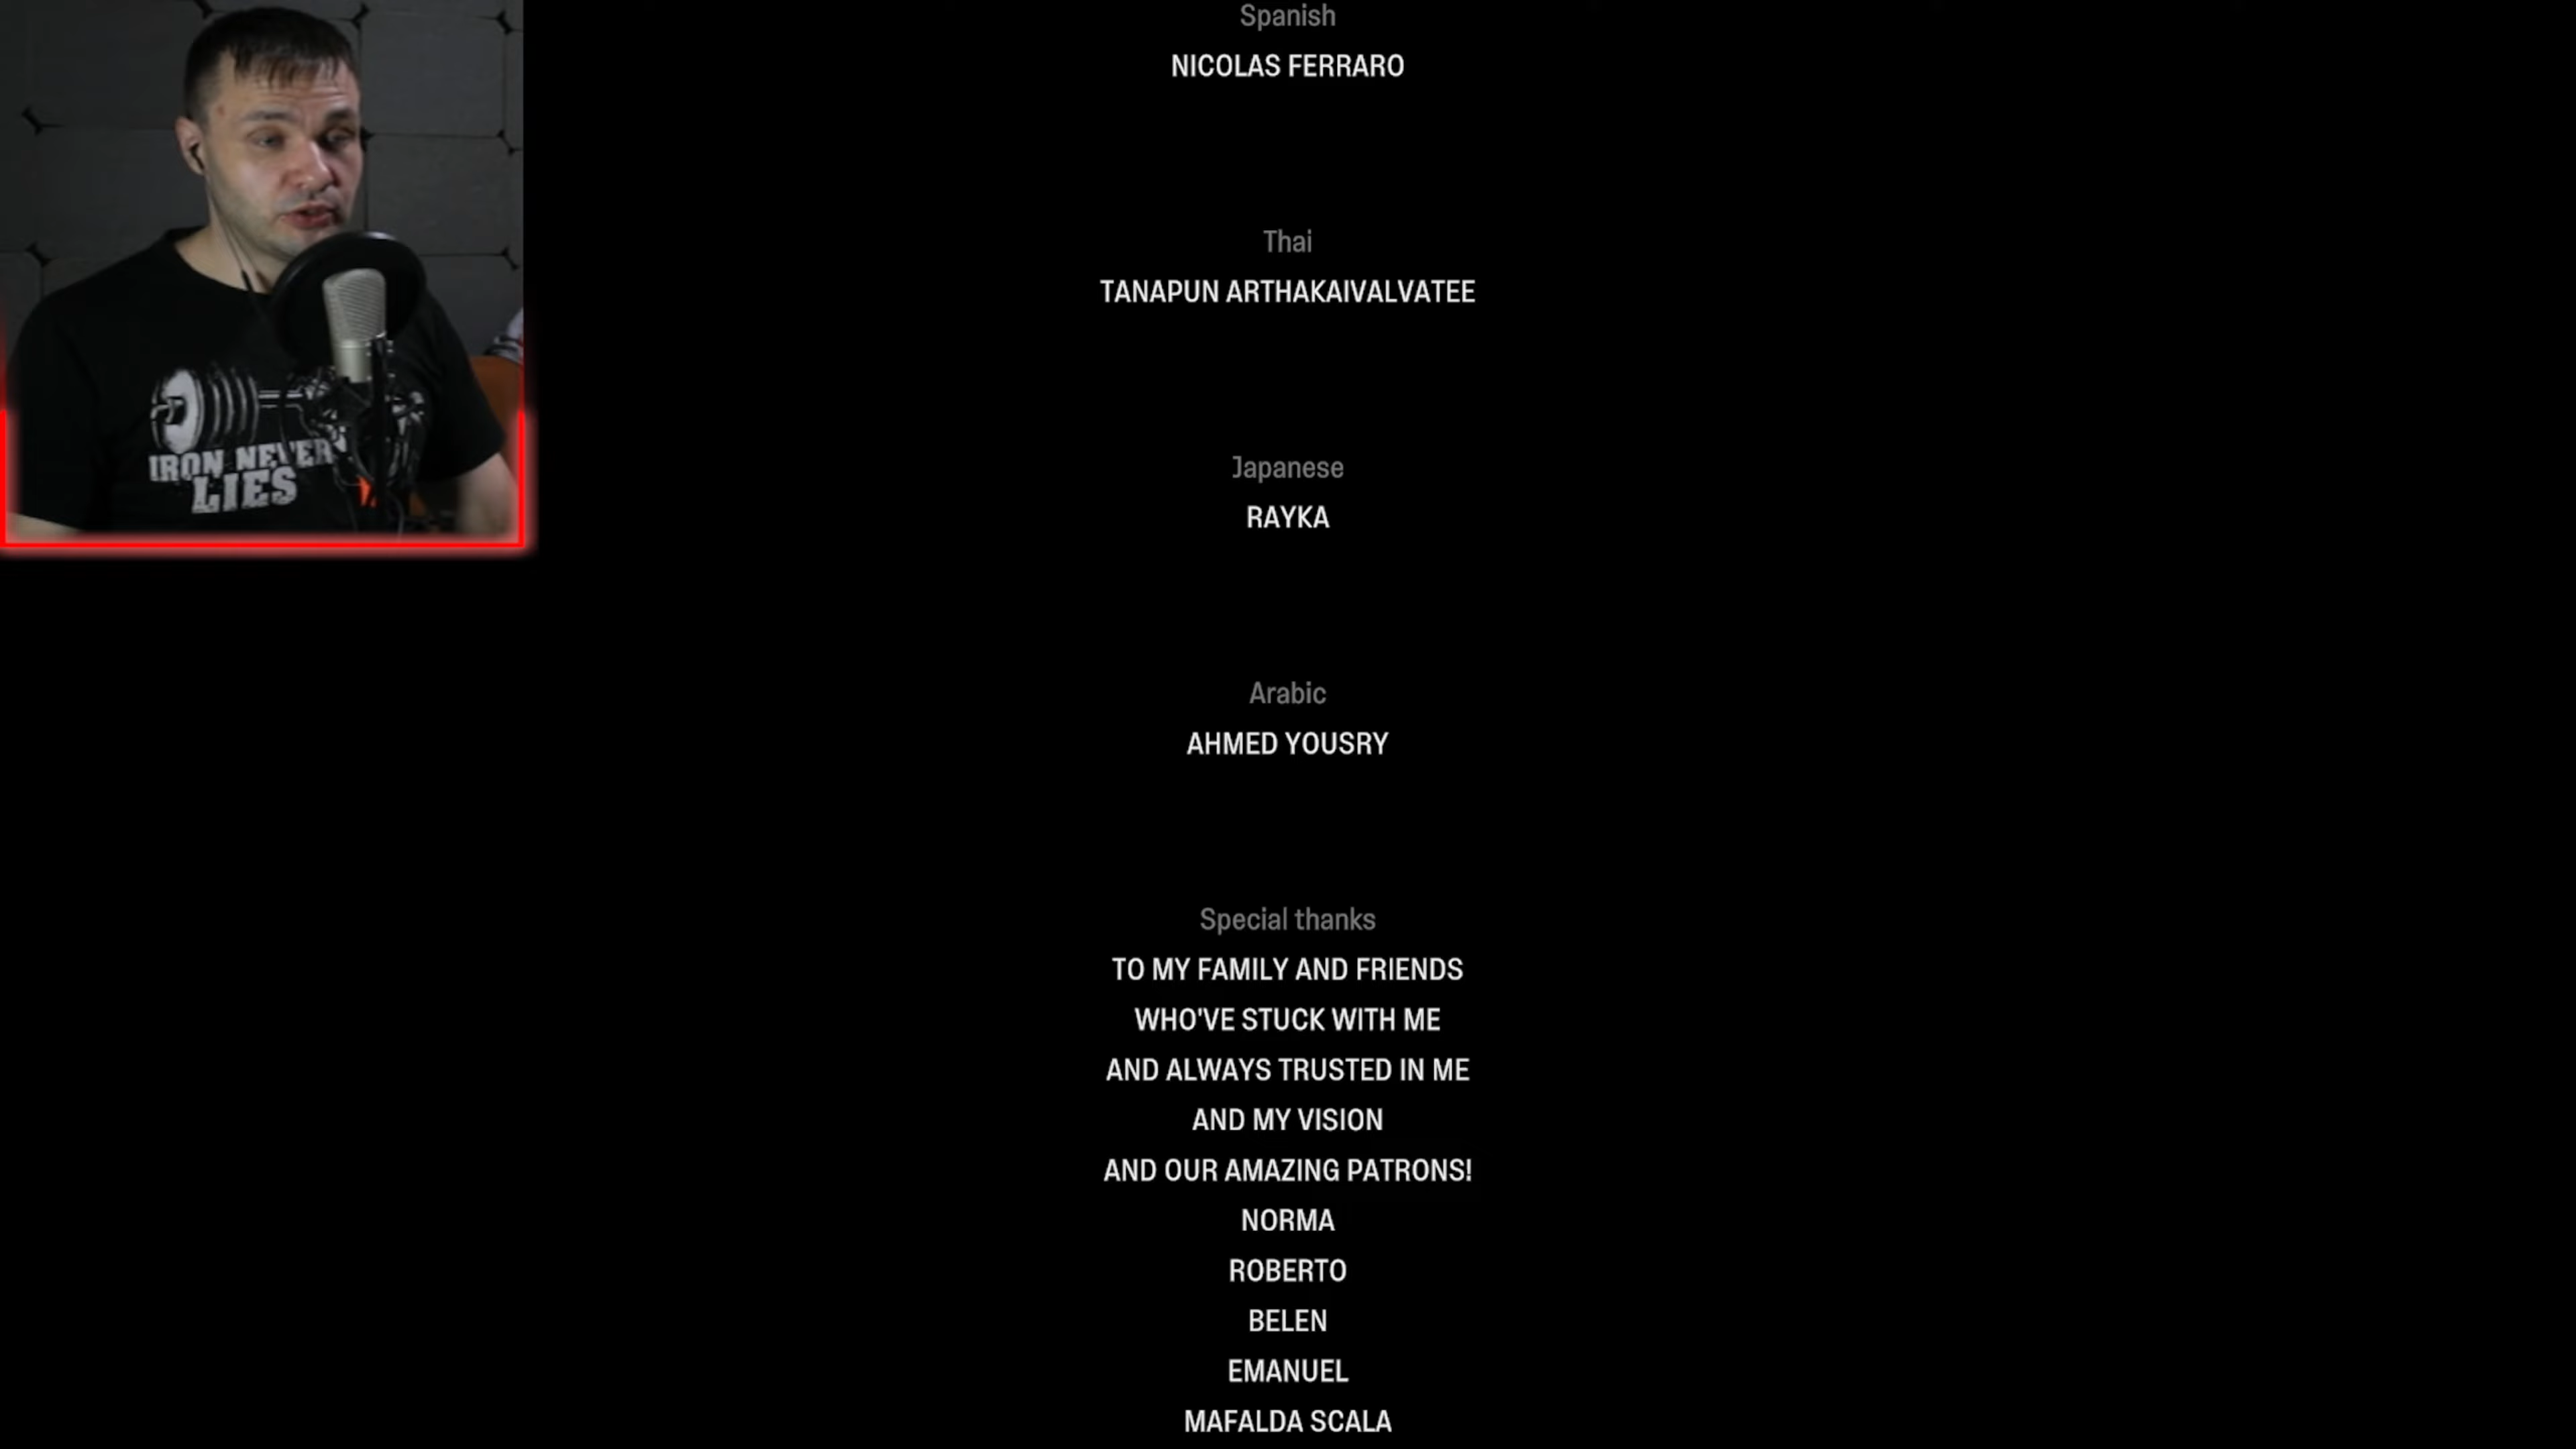 Spanish
NICOLAS FERRARO
Thai
TANAPUN ARTHAKAIVALVATEE
Japanese
RAYKA
Arabic
AHMED YOUSRY
Special thanks
TO MY FAMILY AND FRIENDS
WHO'VE STUCK WITH ME
AND ALWAYS TRUSTED IN ME
AND MY VISION
AND OUR AMAZING PATRONS!
NORMA
ROBERTO
BELEN
EMANUEL
MAFALDA SCALA
IRON NEVER
LIES